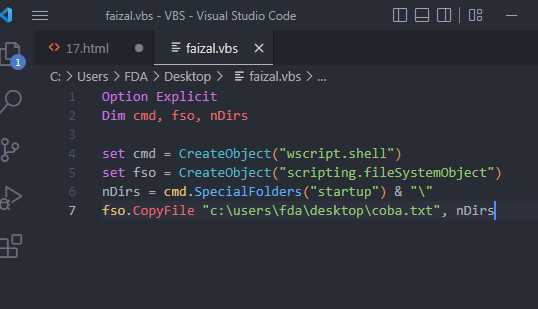 faizal.vbs - VBS - Visual Studio Code
17.html
faizal.vbs
C: > Users > FDA > Desktop > faizal.vbs > ...
1
1 Option Explicit
2 Dim cmd, fso, nDirs
3
4 set cmd = CreateObject("wscript.shell")
5 set fso = CreateObject("scripting.fileSystemObject")
6 nDirs = cmd.SpecialFolders("startup") & "\"
7 fso.CopyFile "c:\users\fda\desktop\coba.txt", nDirs